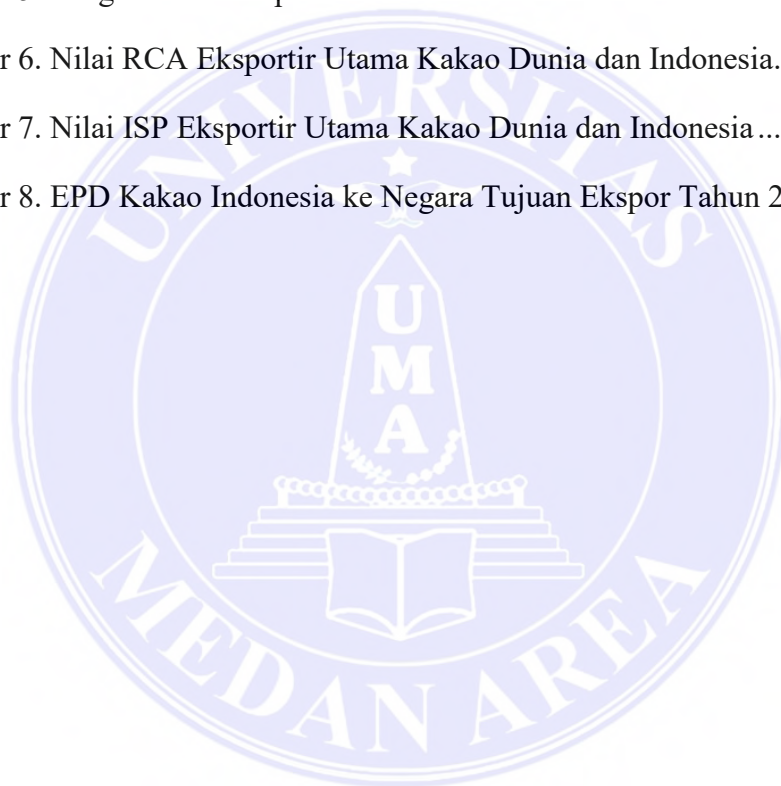 r 6. Nilai RCA Eksportir Utama Kakao Dunia dan Indonesia.
r 7. Nilai ISP Eksportir Utama Kakao Dunia dan Indonesia ...
r 8. EPD Kakao Indonesia ke Negara Tujuan Ekspor Tahun 2
UNIVERSITAS
UMA
MEDAN AREA